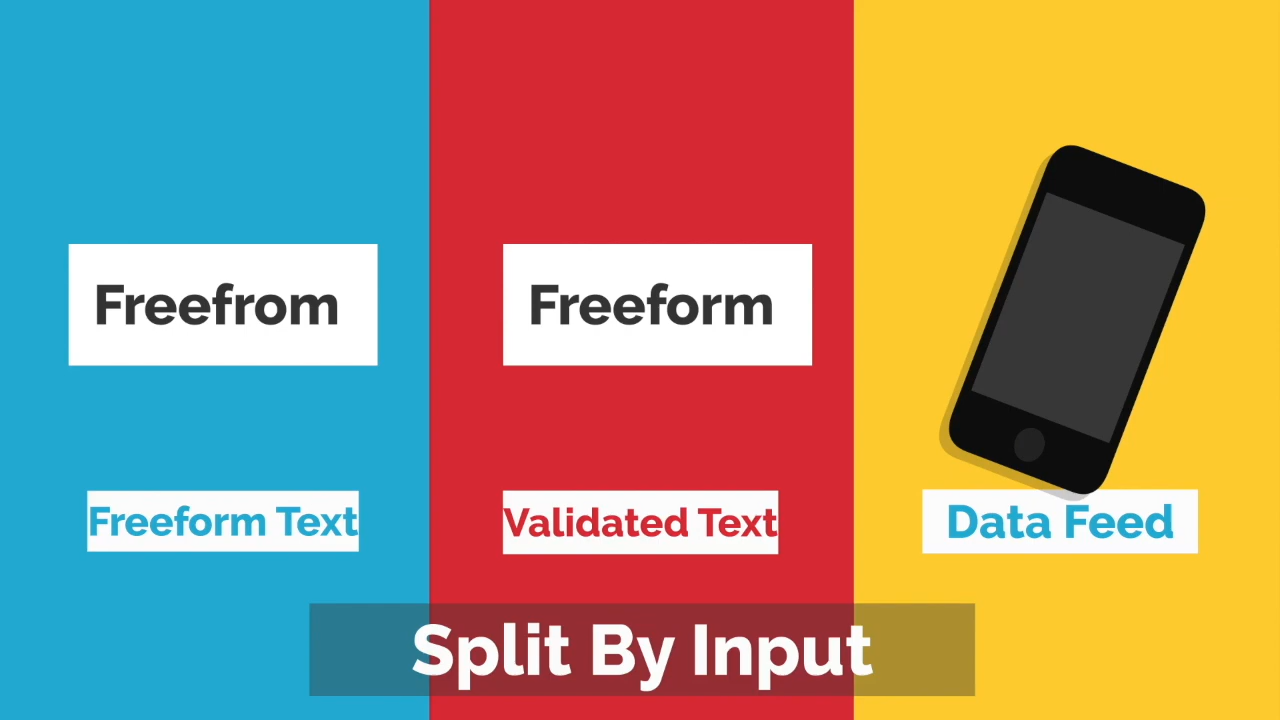 Freefrom
Freeform
Freeform Text
Validated Text
Data Feed
Split By Input